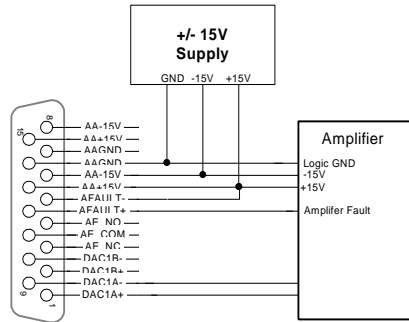 +/- 15V
Supply
GND -15V +15V
8
15
AA-15V
AA+15V
AAGND
AAGND
AA-15V
AA+15V
AFAULT-
AFAULT+
AF_NO
AF_COM
AF_NC
DAC1B-
DAC1B+
DAC1A-
DAC1A+
9
1
Amplifier
Logic GND
-15V
+15V
Amplifer Fault